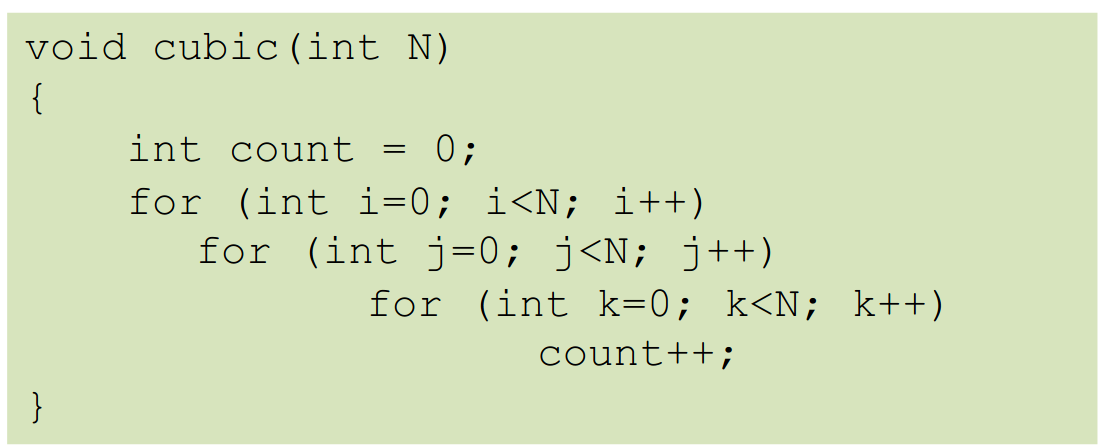 void cubic(int N)
{
    int count = 0;
    for (int i=0; i<N; i++)
        for (int j=0; j<N; j++)
            for (int k=0; k<N; k++)
                count++;
}